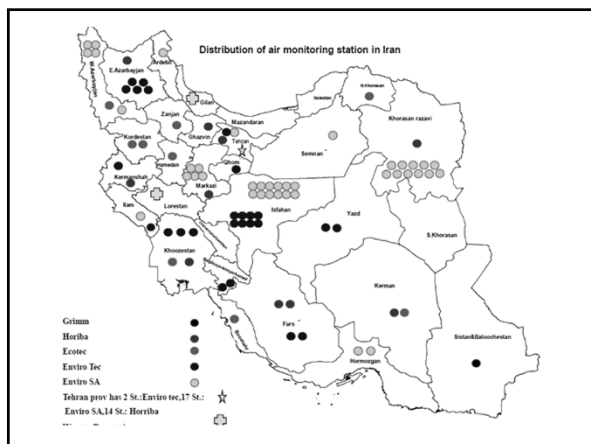 Distribution of air monitoring station in Iran
Ardebil
E.Azarbayjan
W.Azarbayjan
Gilan
N.Khorasan
Golestan
Zanjan
Mazandaran
Khorasan razavi
Ghazvin
Tehran
Kordestan
Semnan
Hamedan
Qhom
Kermanshah
Markazi
Ilam
Lorestan
Isfahan
Yazd
S.Khorasan
Khoozestan
Kerman
Fars
Booshehr
Sistan&Baloochestan
Hormozgan
Grimm
Horiba
Ecotec
Enviro Tec
Enviro SA
Tehran prov has 2 St.:Enviro tec,17 St.:
Enviro SA,14 St.: Horriba